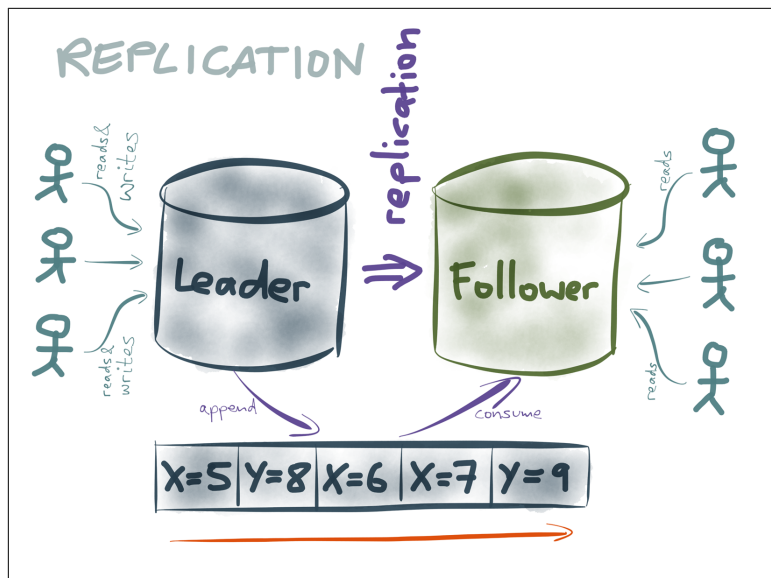 REPLICATION
replication
reads&
writes
reads
Leader
Follower
reads&
writes
reads
append
consume
X=5 Y=8 X=6 X=7 Y=9